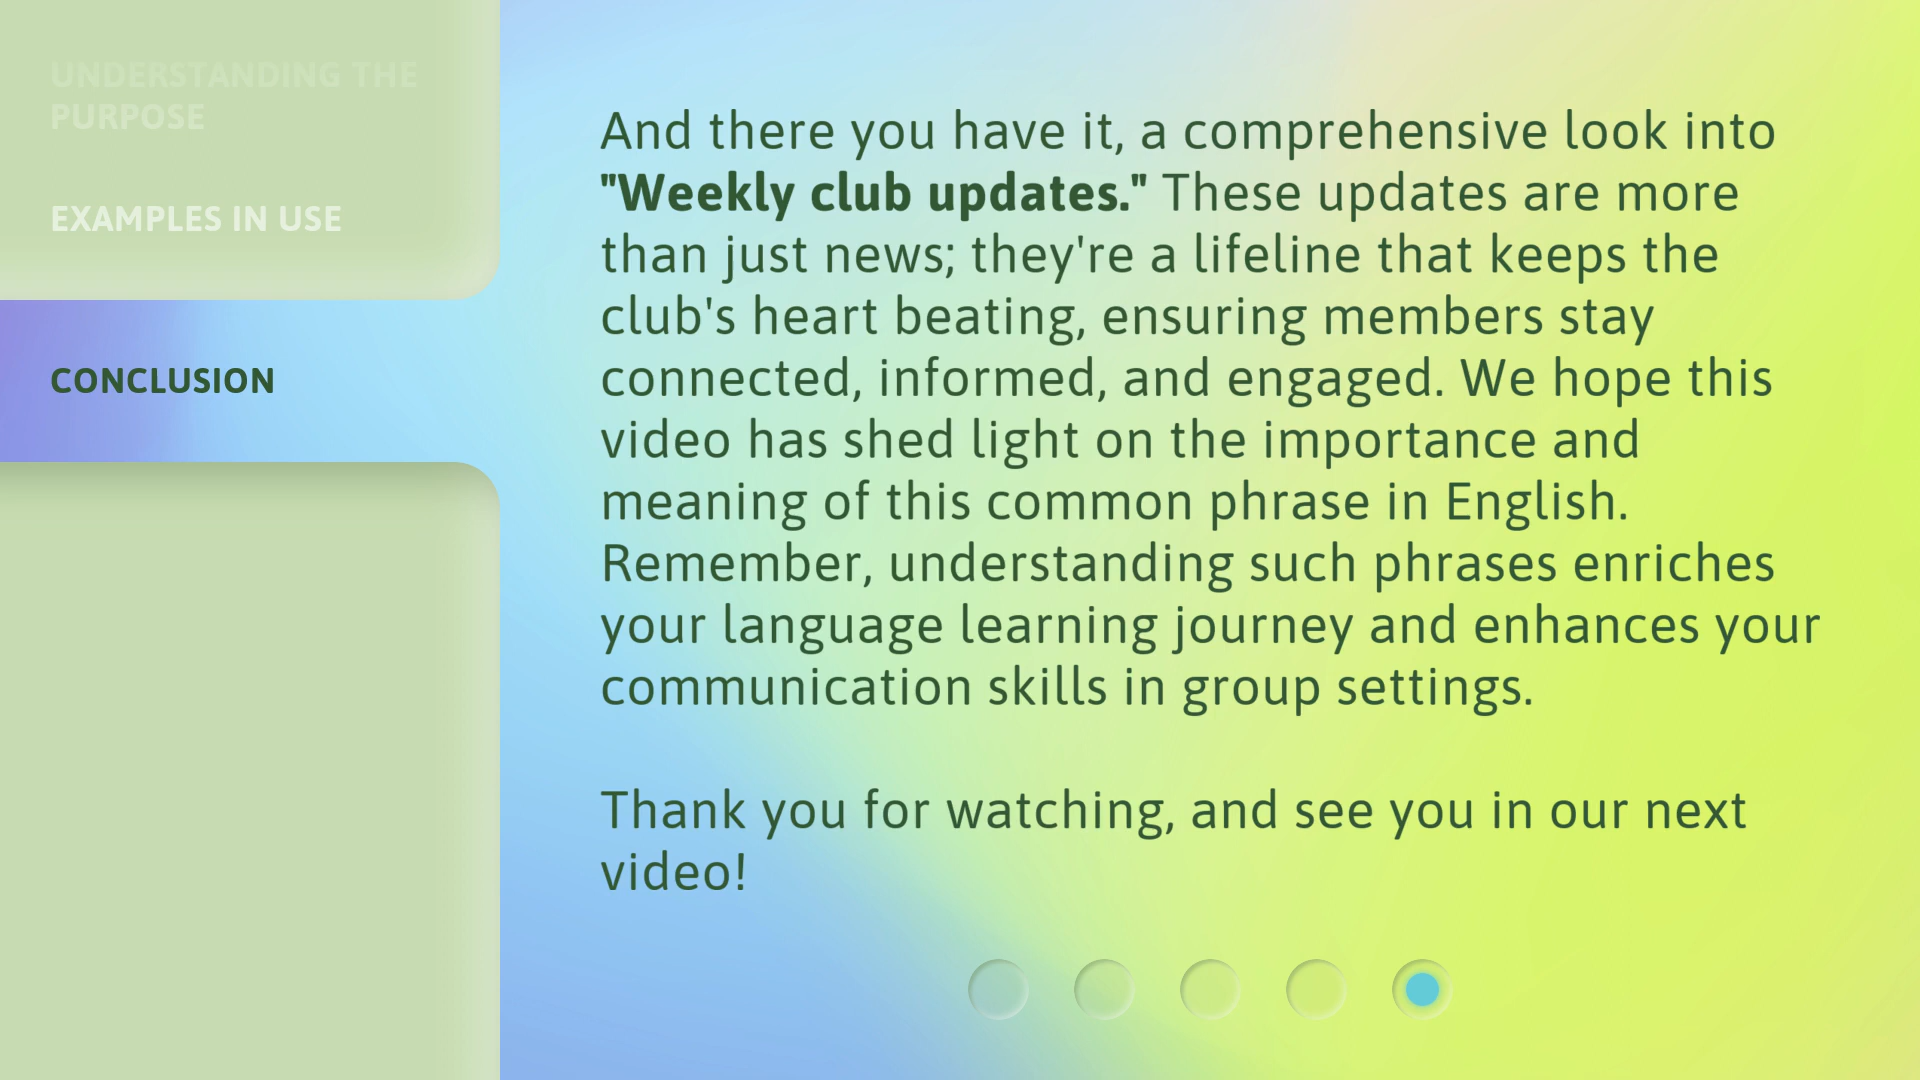 UNDERSTANDING THE
PURPOSE
EXAMPLES IN USE
CONCLUSION
And there you have it, a comprehensive look into
"Weekly club updates." These updates are more
than just news; they're a lifeline that keeps the
club's heart beating, ensuring members stay
connected, informed, and engaged. We hope this
video has shed light on the importance and
meaning of this common phrase in English.
Remember, understanding such phrases enriches
your language learning journey and enhances your
communication skills in group settings.
Thank you for watching, and see you in our next
video!